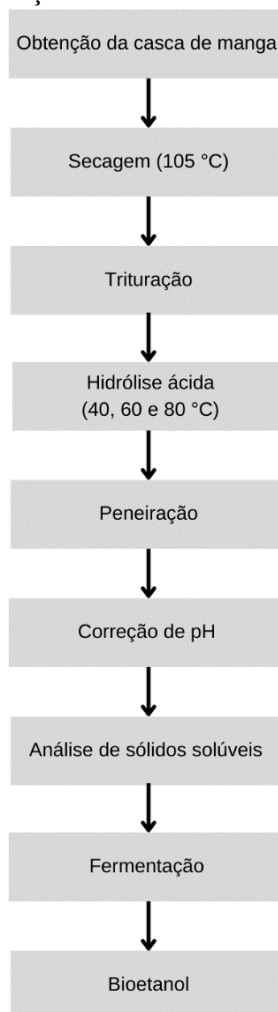 Obtenção da casca de manga
Secagem (105 °C)
Trituração
Hidrólise ácida
(40, 60 e 80 °C)
Peneiração
Correção de pH
Análise de sólidos solúveis
Fermentação
Bioetanol